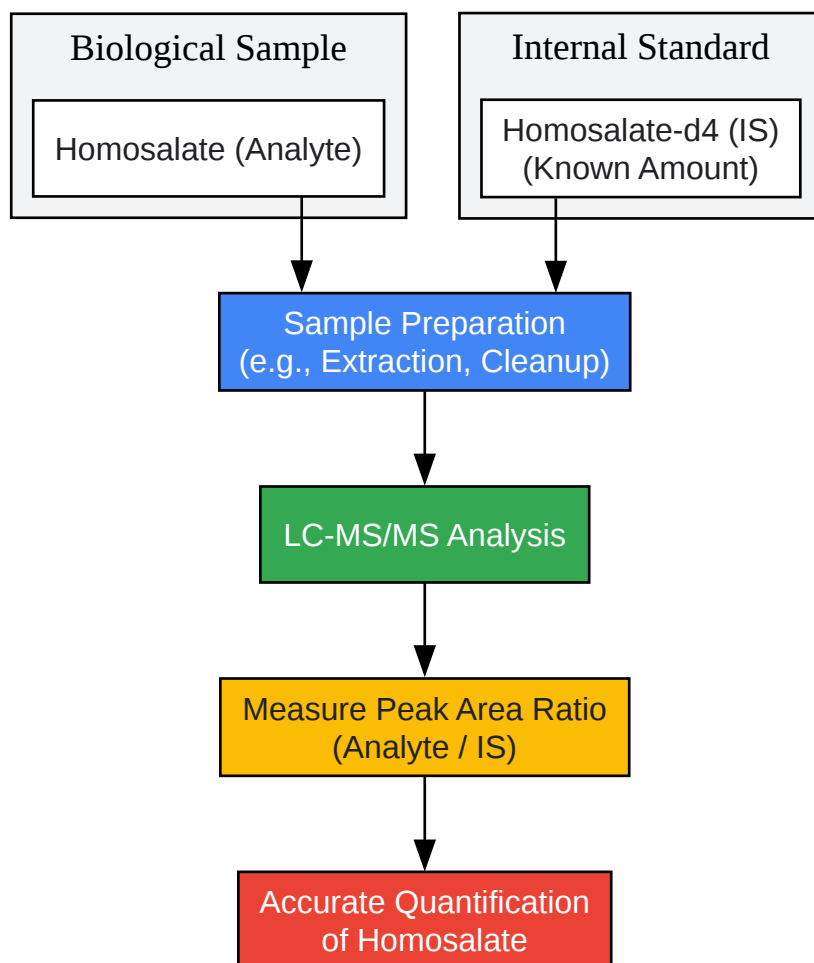 Biological Sample
Internal Standard
Homosalate (Analyte)
Homosalate-d4 (IS)
(Known Amount)
Sample Preparation
(e.g., Extraction, Cleanup)
LC-MS/MS Analysis
Measure Peak Area Ratio
(Analyte / IS)
Accurate Quantification
of Homosalate